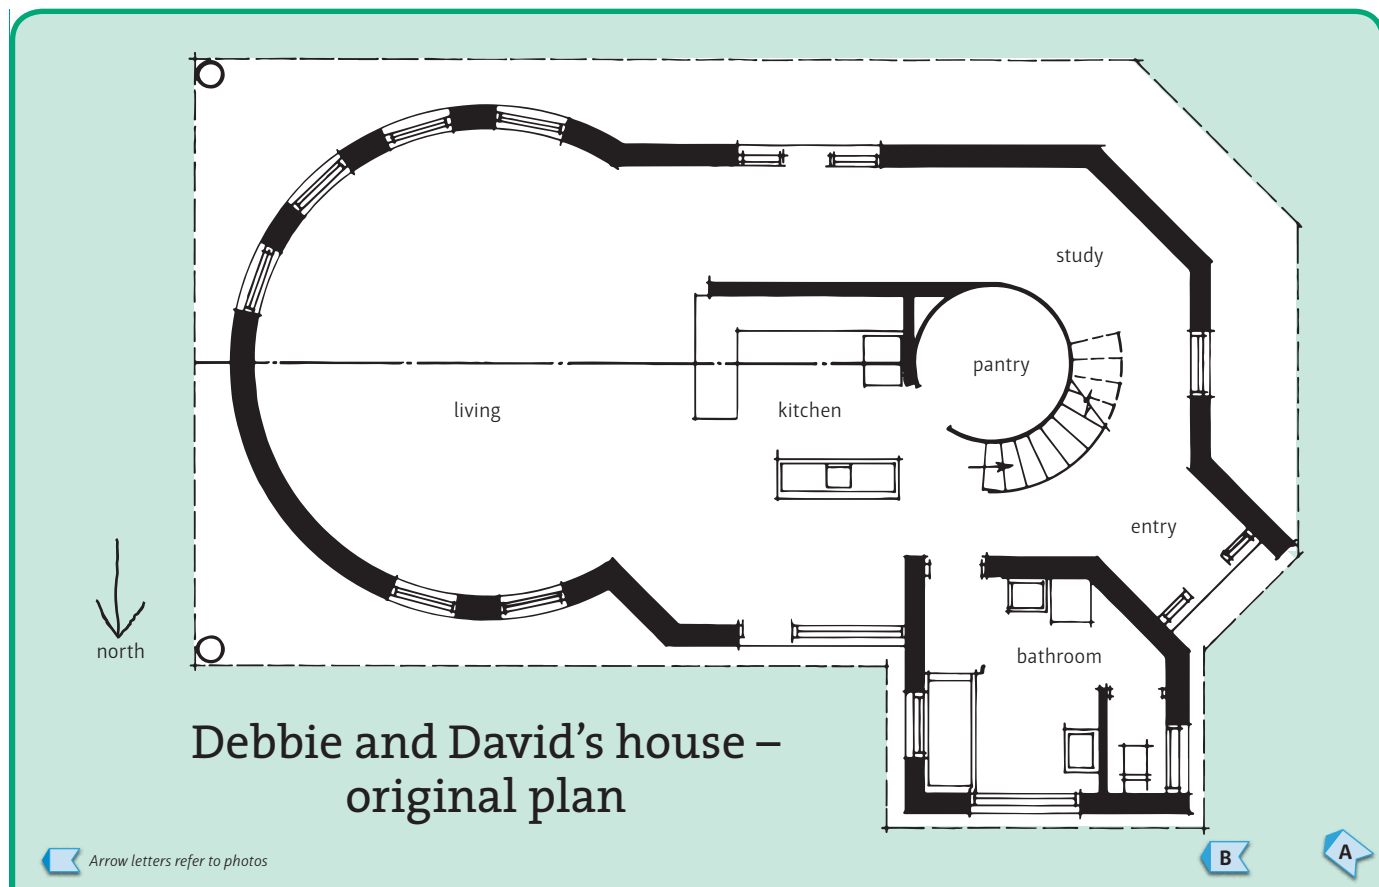 study
pantry
living
kitchen
entry
north
bathroom
Debbie and David’s house –
original plan
Arrow letters refer to photos
B
A